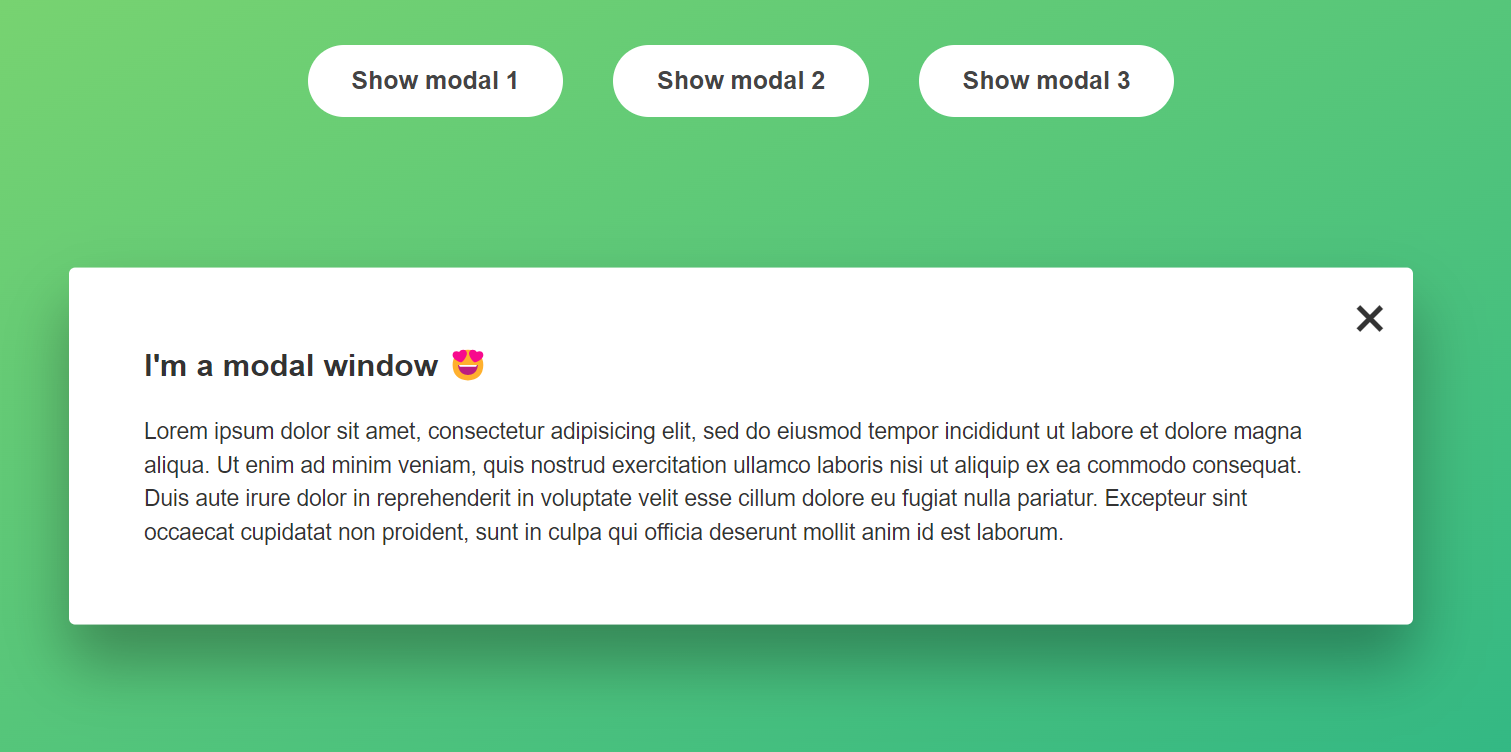 Show modal 1
Show modal 2
Show modal 3
I'm a modal window 😍
Lorem ipsum dolor sit amet, consectetur adipisicing elit, sed do eiusmod tempor incididunt ut labore et dolore magna
aliqua. Ut enim ad minim veniam, quis nostrud exercitation ullamco laboris nisi ut aliquip ex ea commodo consequat.
Duis aute irure dolor in reprehenderit in voluptate velit esse cillum dolore eu fugiat nulla pariatur. Excepteur sint
occaecat cupidatat non proident, sunt in culpa qui officia deserunt mollit anim id est laborum.